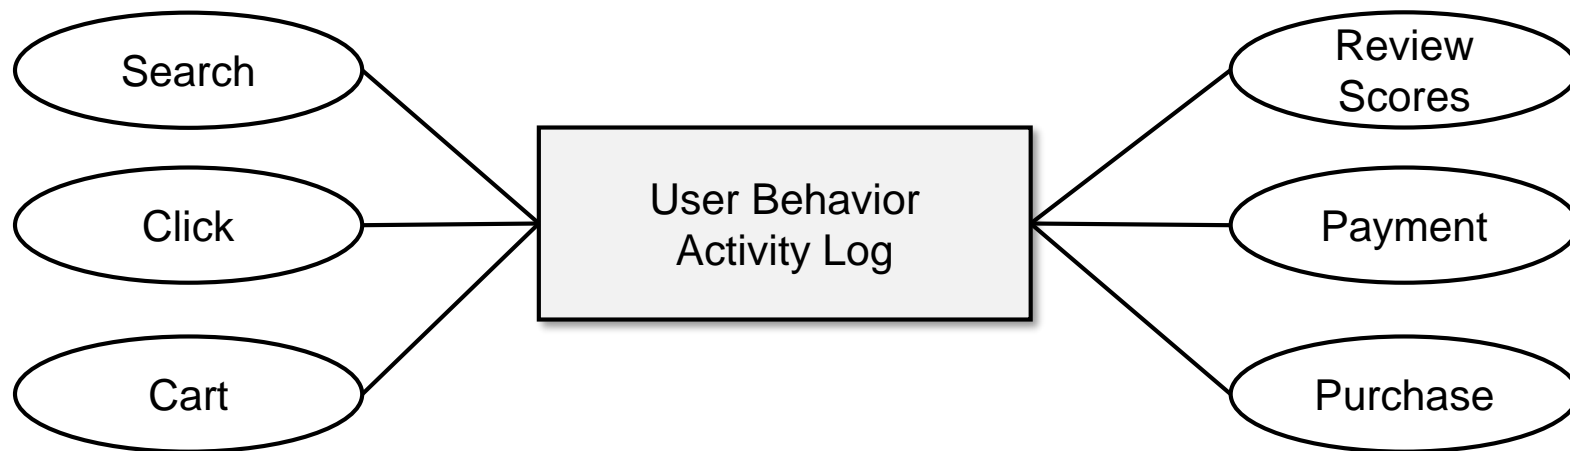 Search
Click
Cart
User Behavior
Activity Log
Review
Scores
Payment
Purchase